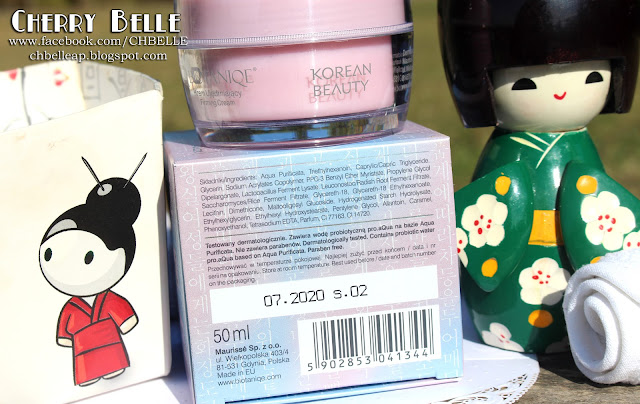 CHERRY BELLE
www.facebook.com/CHBELLE
chbelleap.blogspot.com
KOREAN
BEAUTY
Firming Cream
Składniki/Ingredients: Aqua Purificata, Triethylhexanoin, Caprylic/Capric Triglyceride,
Glycerin, Sodium Acrylates Copolymer, PPG-3 Benzyl Ether Myristate, Propylene Glycol
Dipelargonate, Lactobacillus Ferment Lysate, Leuconostoc/Radish Root Ferment Filtrate,
Saccharomyces/Rice Ferment Filtrate, Glycereth-18, Glycereth-18 Ethylhexanoate,
Lecithin, Dimethicone, Maltooligosyl Glucoside, Hydrogenated Starch Hydrolysate,
Ethylhexylglycerin, Ethylhexyl Hydroxystearate, Pentylene Glycol, Allantoin, Caramel,
Phenoxyethanol, Tetrasodium EDTA, Parfum, CI 77163, CI 14720.
Testowany dermatologicznie. Zawiera wodę probiotyczną pro.aQua na bazie Aqua
Purificata. Nie zawiera parabenów. Dermatologically tested. Contains probiotic water
pro.aQua based on Aqua Purificata. Paraben free.
Przechowywać w temperaturze pokojowej. Najlepiej zużyć przed końcem / data i nr
serii na opakowaniu. Store at room temperature. Best used before / date and batch number
on the packaging.
07.2020 S.02
50ml
Maurissé Sp. z o.o.
ul. Wielkopolska 403/4
81-531 Gdynia, Polska
Made in EU
www.biotaniqe.com
5 902853 041344